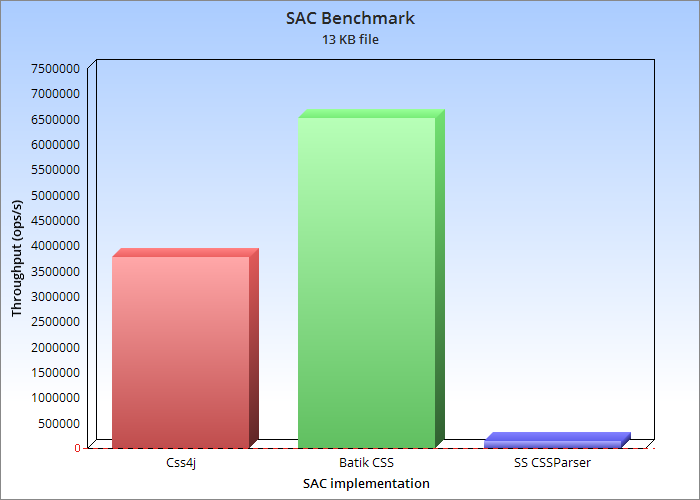 SAC Benchmark
13 KB file
Throughput (ops/s)
7500000
7000000
6500000
6000000
5500000
5000000
4500000
4000000
3500000
3000000
2500000
2000000
1500000
1000000
500000
0
Css4j
Batik CSS
SS CSSParser
SAC implementation